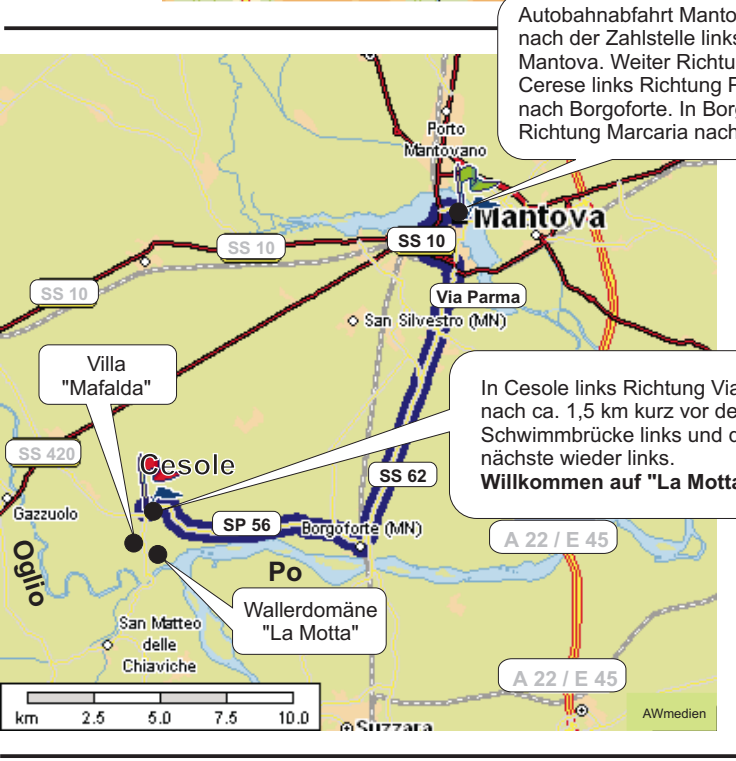 Autobahnabfahrt Manto
nach der Zahlstelle links
Mantova. Weiter Richtu
Cerese links Richtung P
nach Borgoforte. In Borg
Richtung Marcaria nach
Porto
Mantovano
Mantova
SS 10
SS 10
SS 10
Via Parma
San Silvestro (MN)
Villa
"Mafalda"
In Cesole links Richtung Via
nach ca. 1,5 km kurz vor de
Schwimmbrücke links und d
nächste wieder links.
Willkommen auf "La Motta
SS 420
Cesole
SS 62
Gazzuolo
SP 56
Borgoforte (MN)
A 22 / E 45
Oglio
Po
Wallerdomäne
"La Motta"
San Matteo
delle
Chiaviche
A 22 / E 45
km 2.5 5.0 7.5 10.0
AWmedien
Suzzara